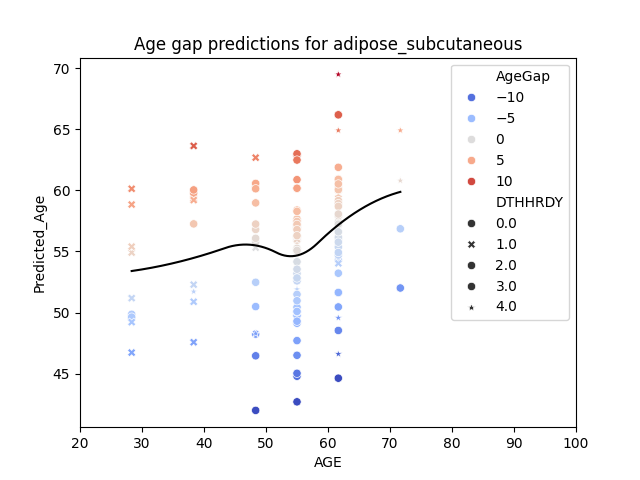 Age gap predictions for adipose_subcutaneous
Predicted_Age
70
65
60
55
50
45
20 30 40 50 60 70 80 90 100
AGE
AgeGap
−10
−5
0
5
10
DTHHRDY
0.0
1.0
2.0
3.0
4.0